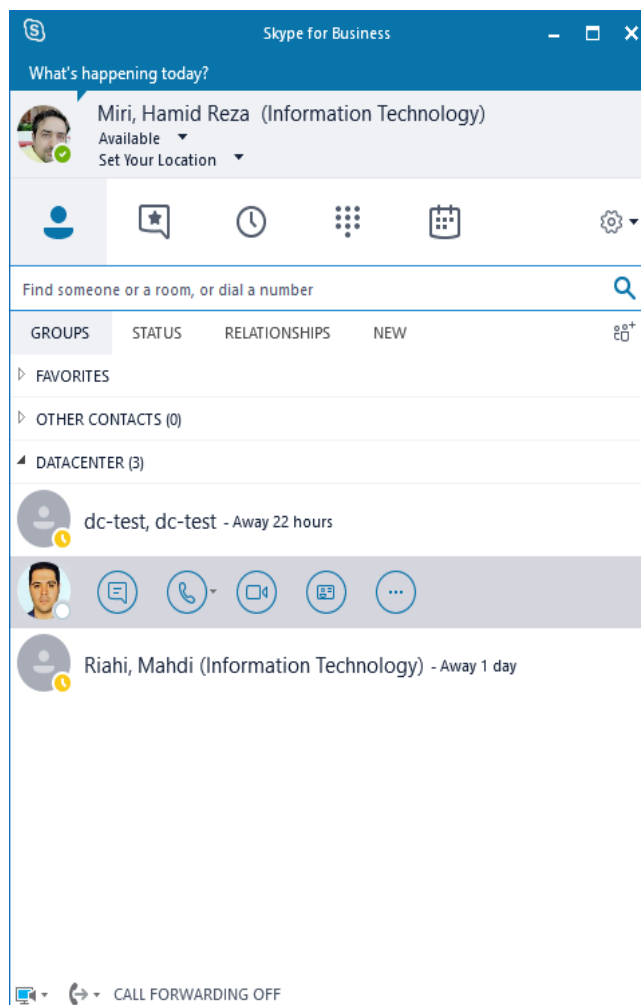 Skype for Business
What's happening today?
Miri, Hamid Reza (Information Technology)
Available
Set Your Location
Find someone or a room, or dial a number
GROUPS STATUS RELATIONSHIPS NEW
FAVORITES
OTHER CONTACTS (0)
DATACENTER (3)
dc-test, dc-test - Away 22 hours
Riahi, Mahdi (Information Technology) - Away 1 day
CALL FORWARDING OFF